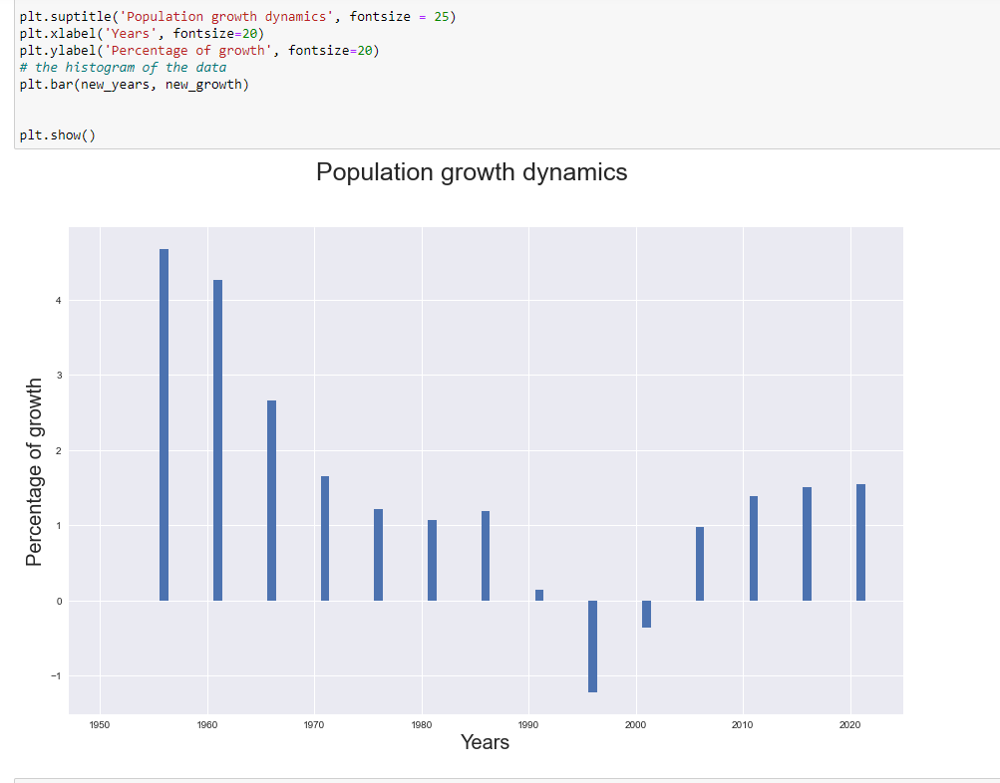 plt.suptitle('Population growth dynamics', fontsize = 25)
plt.xlabel('Years', fontsize=20)
plt.ylabel('Percentage of growth', fontsize=20)
# the histogram of the data
plt.bar(new_years, new_growth)
plt.show()
Population growth dynamics
Percentage of growth
4
3
2
1
0
−1
1950 1960 1970 1980 1990 2000 2010 2020
Years